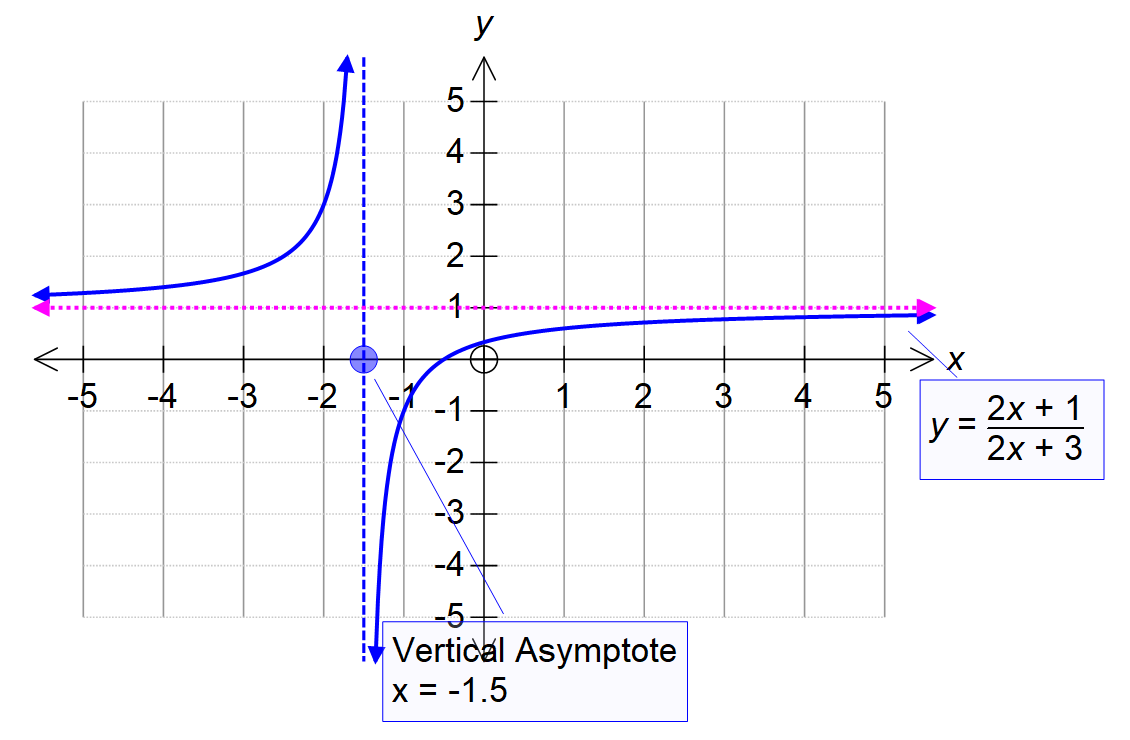 y
5
4
3
2
1
x
-5 -4 -3 -2 -1 1 2 3 4 5
-1
-2
-3
-4
-5
y = 2x + 1
2x + 3
Vertical Asymptote
x = -1.5